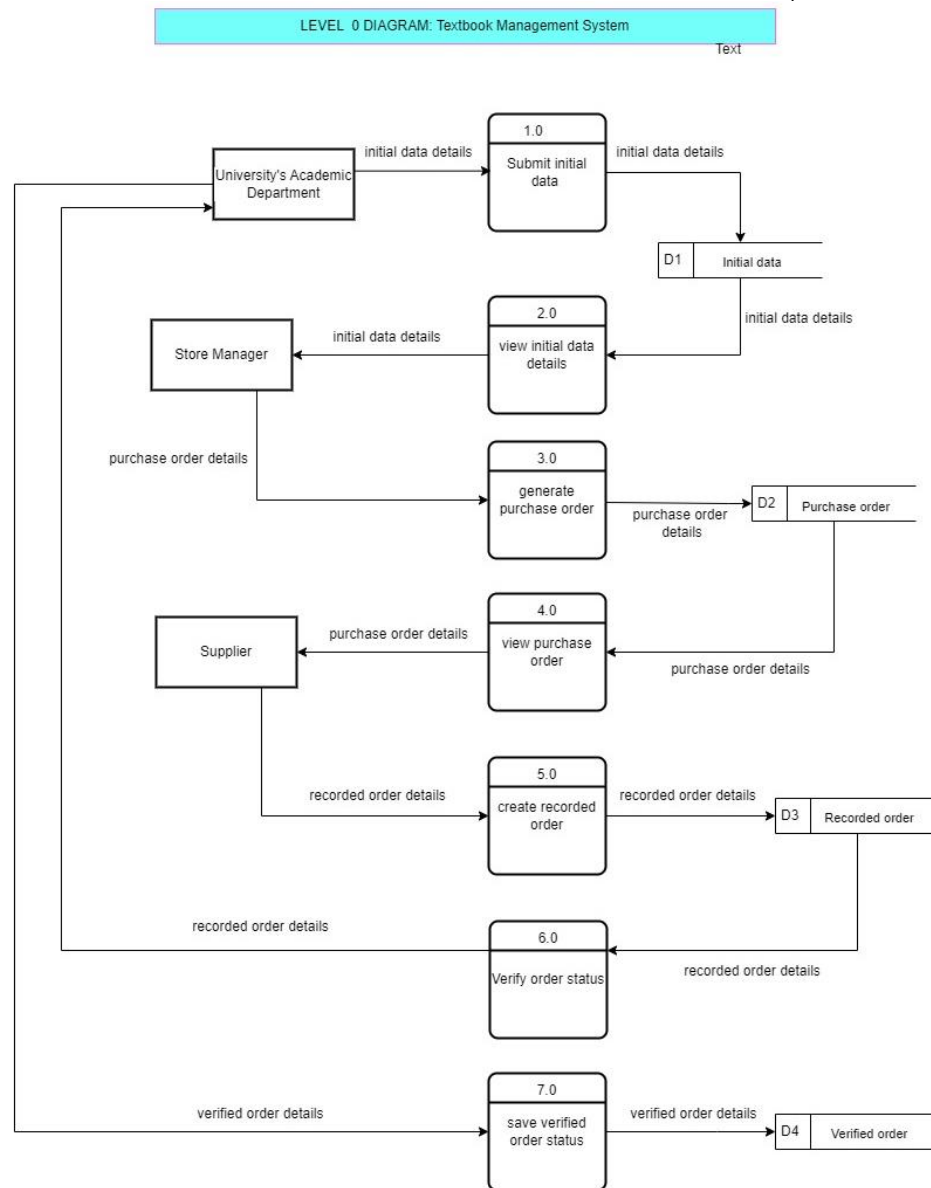 LEVEL 0 DIAGRAM: Textbook Management System
Text
1.0
initial data details
initial data details
University's Academic
Department
Submit initial
data
D1
Initial data
initial data details
2.0
initial data details
view initial data
details
Store Manager
purchase order details
3.0
generate
purchase order
purchase order
details
D2
Purchase order
4.0
purchase order details
view purchase
order
Supplier
purchase order details
5.0
recorded order details
recorded order details
create recorded
order
D3
Recorded order
recorded order details
6.0
Verify order status
recorded order details
7.0
verified order details
verified order details
save verified
order status
D4
Verified order